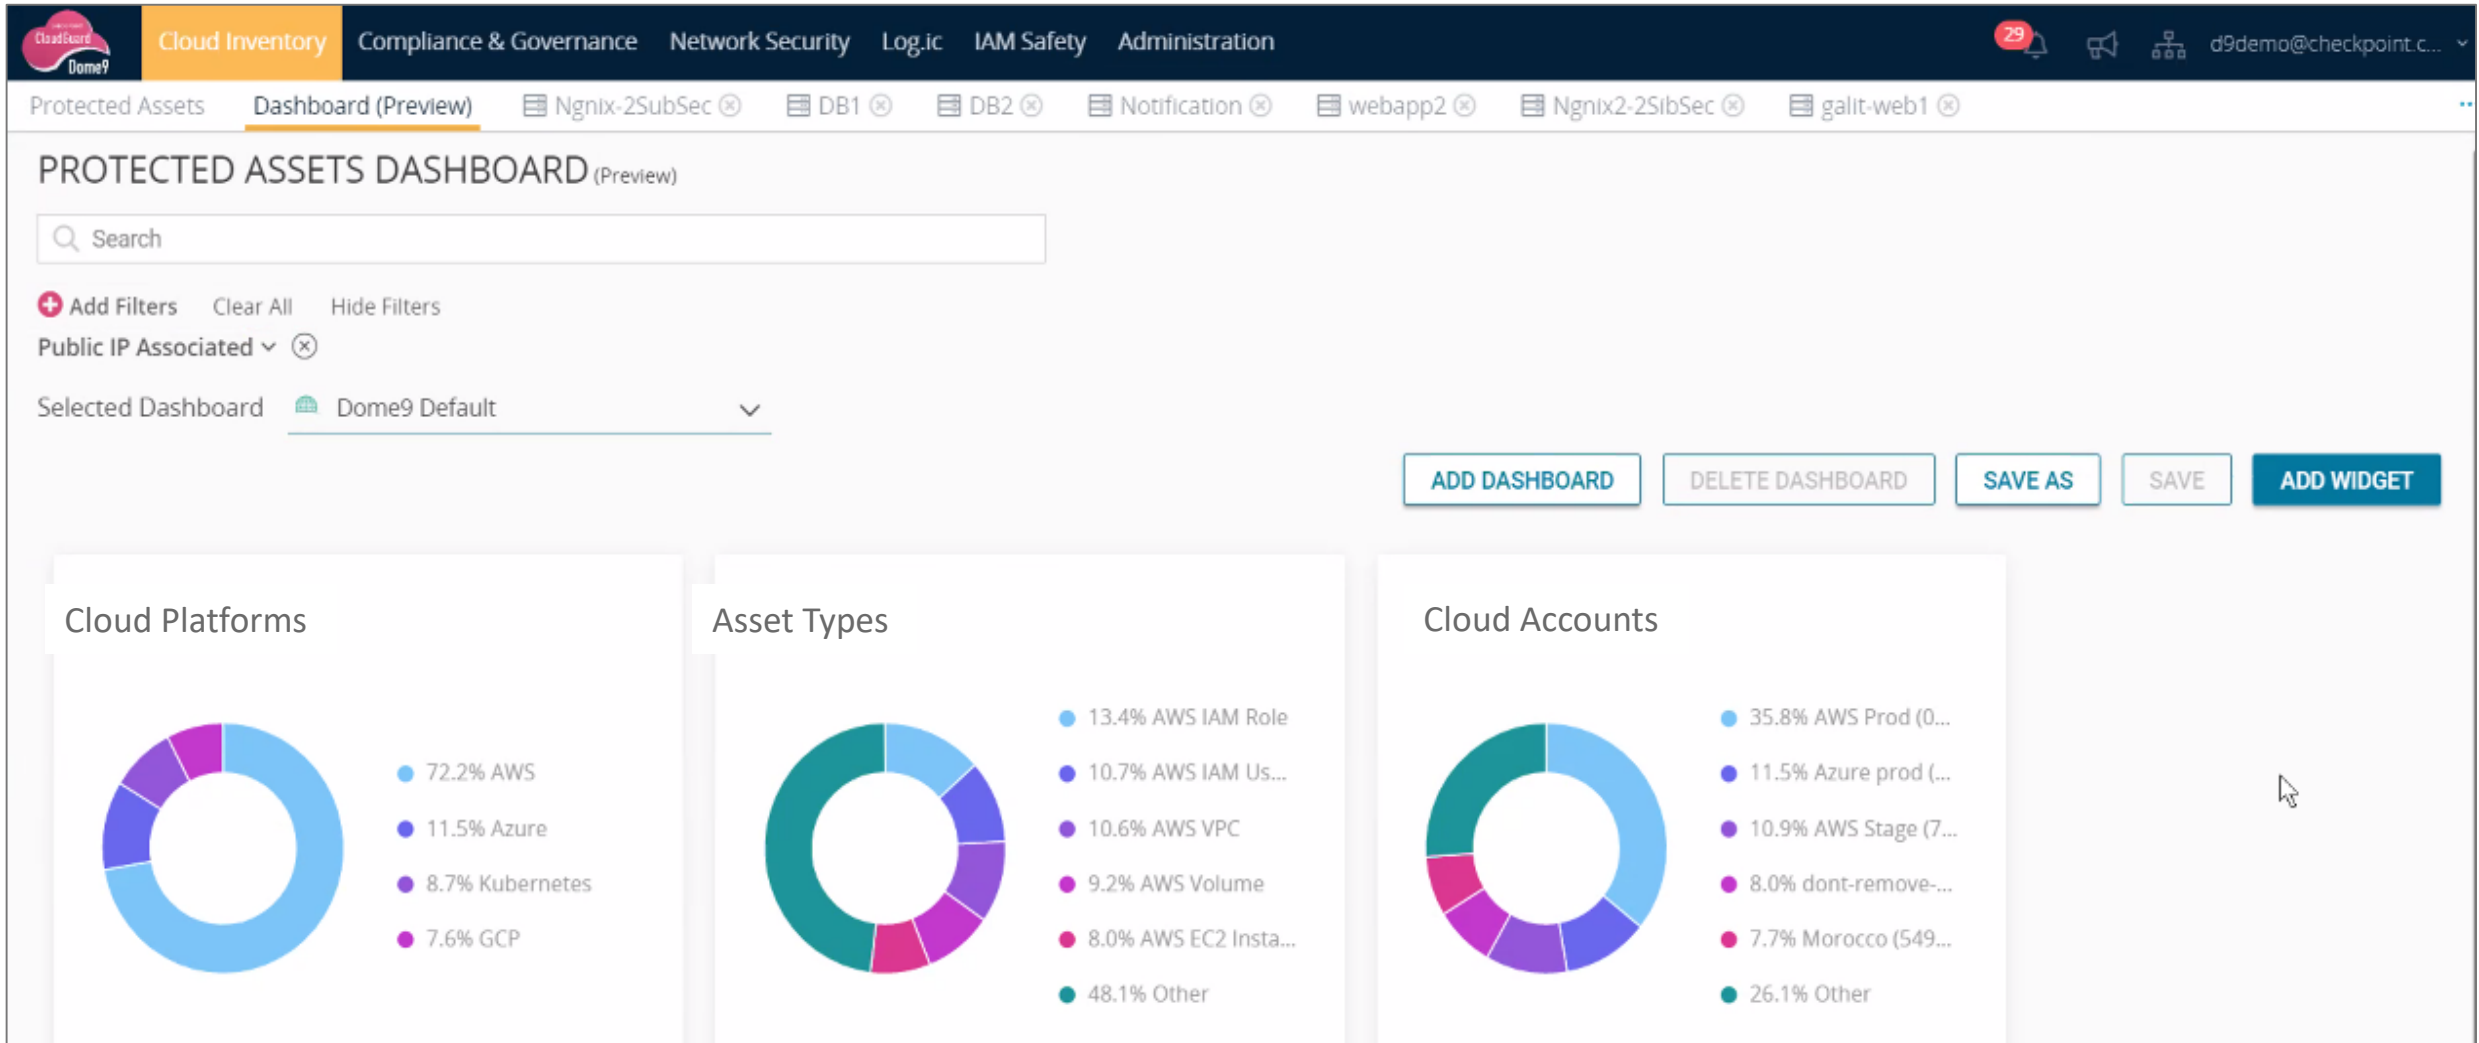 CloudGuard
Dome9
Cloud Inventory Compliance & Governance Network Security Log.ic IAM Safety Administration 29 d9demo@checkpoint.c...
Protected Assets Dashboard (Preview) Ngnix-2SubSec DB1 DB2 Notification webapp2 Ngnix2-2SibSec galit-web1 ...
PROTECTED ASSETS DASHBOARD (Preview)
Search
Add Filters Clear All Hide Filters
Public IP Associated
Selected Dashboard Dome9 Default
ADD DASHBOARD DELETE DASHBOARD SAVE AS SAVE ADD WIDGET
Cloud Platforms
72.2% AWS
11.5% Azure
8.7% Kubernetes
7.6% GCP
Asset Types
13.4% AWS IAM Role
10.7% AWS IAM Us...
10.6% AWS VPC
9.2% AWS Volume
8.0% AWS EC2 Insta...
48.1% Other
Cloud Accounts
35.8% AWS Prod (0...
11.5% Azure prod (...
10.9% AWS Stage (7...
8.0% dont-remove-...
7.7% Morocco (549...
26.1% Other